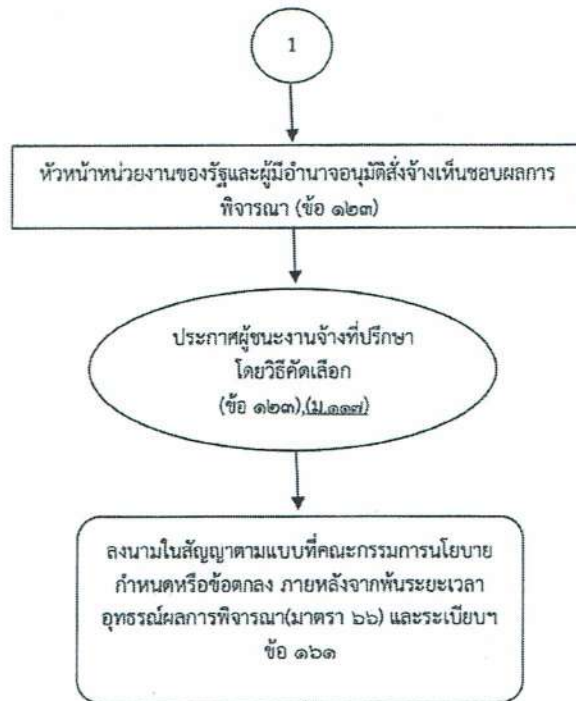 1
หัวหน้าหน่วยงานของรัฐและผู้มีอำนาจอนุมัติสั่งจ้างเห็นชอบผลการ
พิจารณา (ข้อ ๑๒๓)
ประกาศผู้ชนะงานจ้างที่ปรึกษา
โดยวิธีคัดเลือก
(ข้อ ๑๒๓),(ม.๑๑๗)
ลงนามในสัญญาตามแบบที่คณะกรรมการนโยบาย
กำหนดหรือข้อตกลง ภายหลังจากพ้นระยะเวลา
อุทธรณ์ผลการพิจารณา(มาตรา ๖๖) และระเบียบฯ
ข้อ ๑๖๑